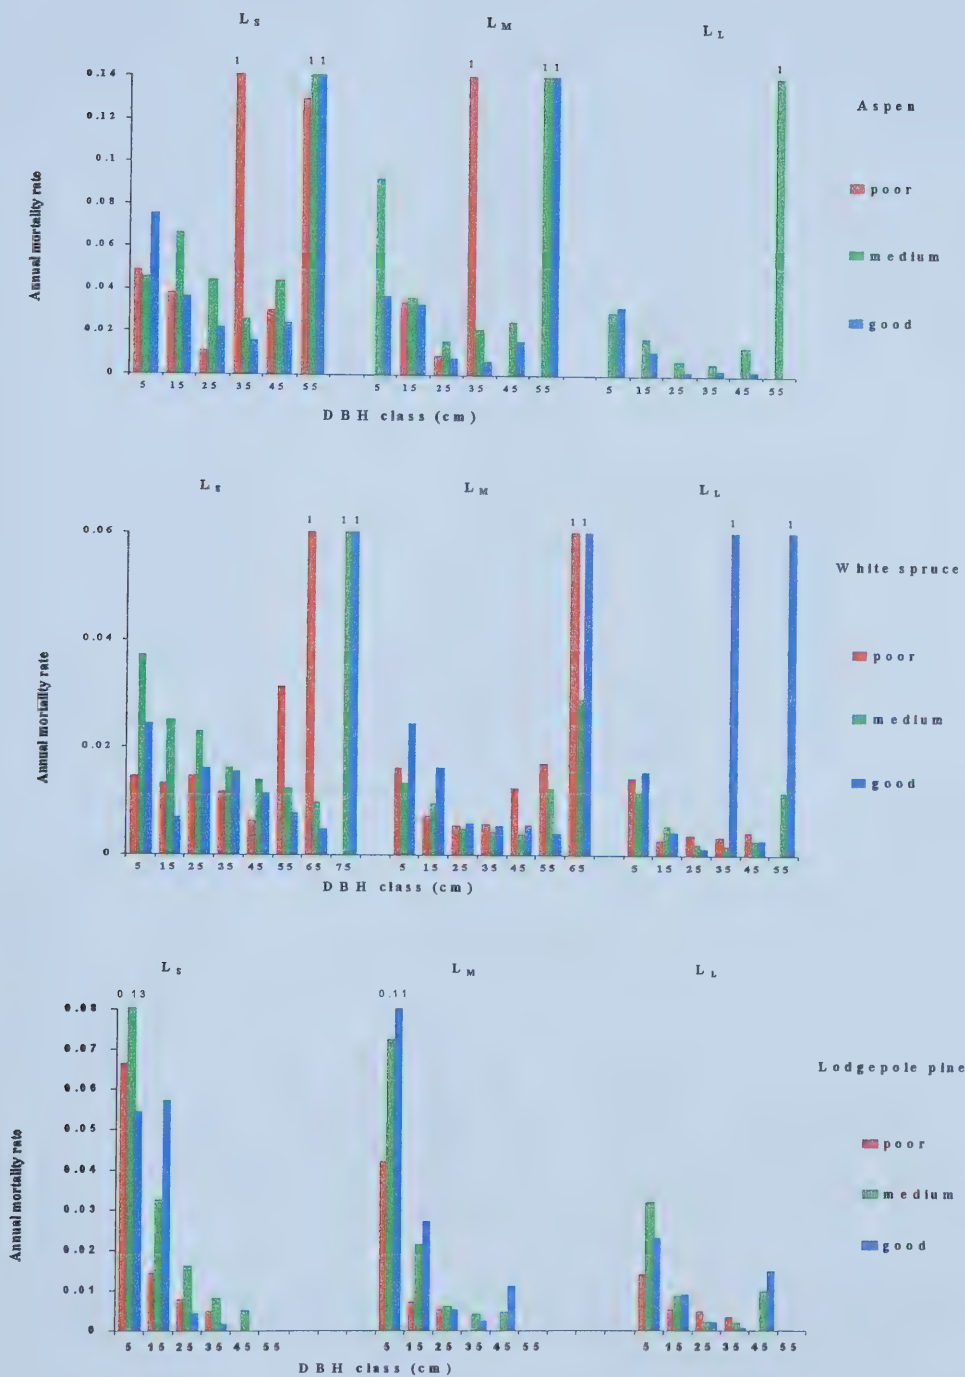 L S L M L L
1 1 1 1 1 1 1 1
0.14
0.12
0.1
0.08
0.06
0.04
0.02
0
Annual mortality rate
5 15 25 35 45 55 5 15 25 35 45 55 5 15 25 35 45 55
DBH class (cm)
Aspen
poor
medium
good
L S L M L L
1 1 1 1 1 1 1
0.06
0.04
0.02
0
Annual mortality rate
5 15 25 35 45 55 65 75 5 15 25 35 45 55 65 5 15 25 35 45 55
DBH class (cm)
White spruce
poor
medium
good
L S L M L L
0.13 0.11
0.08
0.07
0.06
0.05
0.04
0.03
0.02
0.01
0
Annual mortality rate
5 15 25 35 45 55 5 15 25 35 45 55 5 15 25 35 45 55
DBH class (cm)
Lodgepole pine
poor
medium
good